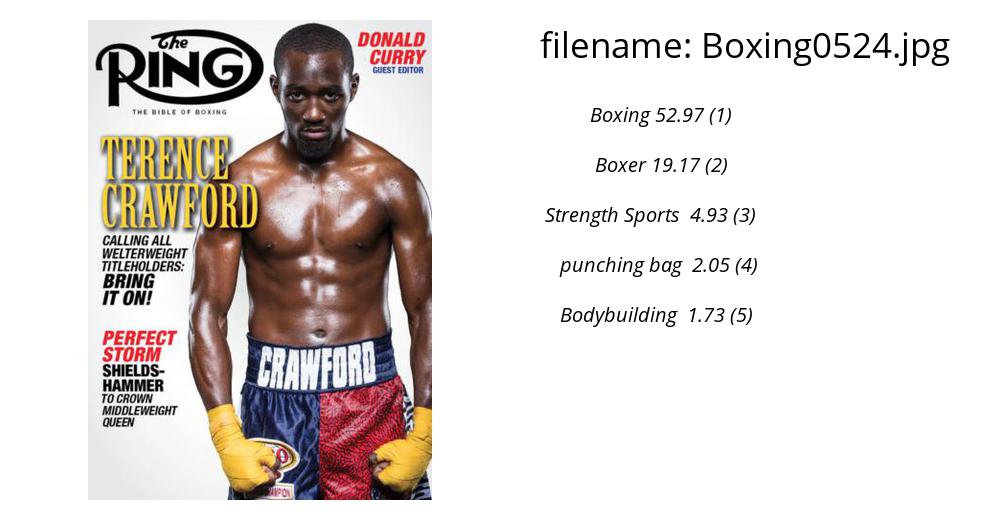 The
RING
THE BIBLE OF BOXING
DONALD
CURRY
GUEST EDITOR
TERENCE
CRAWFORD
CALLING ALL
WELTERWEIGHT
TITLEHOLDERS:
BRING
IT ON!
PERFECT
STORM
SHIELDS-
HAMMER
TO CROWN
MIDDLEWEIGHT
QUEEN
CRAWFORD
filename: Boxing0524.jpg
Boxing 52.97 (1)
Boxer 19.17 (2)
Strength Sports 4.93 (3)
punching bag 2.05 (4)
Bodybuilding 1.73 (5)